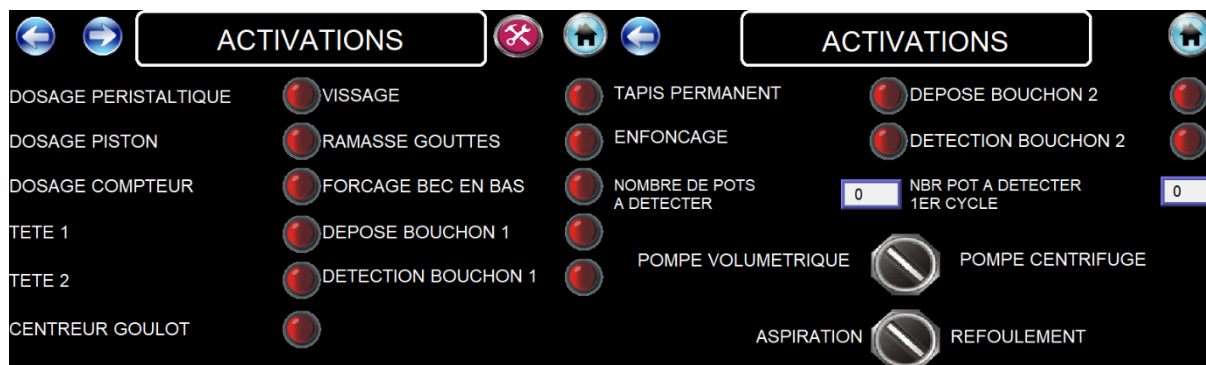 ACTIVATIONS
DOSAGE PERISTALTIQUE
VISSAGE
DOSAGE PISTON
RAMASSE GOUTTES
DOSAGE COMPTEUR
FORCAGE BEC EN BAS
TETE 1
DEPOSE BOUCHON 1
TETE 2
DETECTION BOUCHON 1
CENTREUR GOULOT
ACTIVATIONS
TAPIS PERMANENT
DEPOSE BOUCHON 2
ENFONCAGE
DETECTION BOUCHON 2
NOMBRE DE POTS
A DETECTER
0
NBR POT A DETECTER
1ER CYCLE
0
POMPE VOLUMETRIQUE
POMPE CENTRIFUGE
ASPIRATION
REFOULEMENT